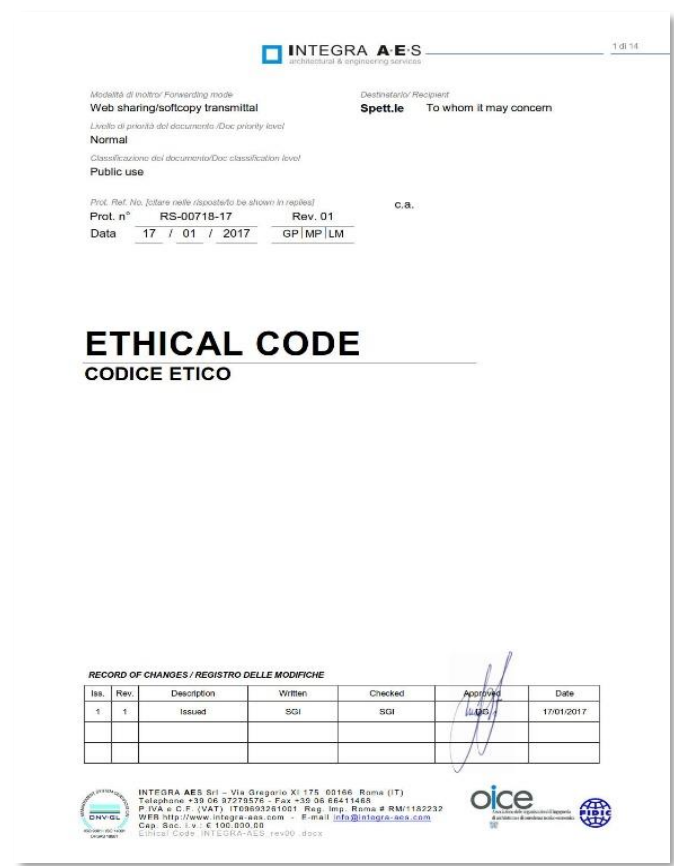 INTEGRA A·E·S
architectural & engineering services
1 di 14
Modalità di inoltro/ Forwarding mode
Web sharing/softcopy transmittal
Destinatario/ Recipient
Spett.le To whom it may concern
Livello di priorità del documento /Doc priority level
Normal
Classificazione del documento/Doc classification level
Public use
Prot. Ref. No. [citare nelle risposte/to be shown in replies]
c.a.
Prot. n° RS-00718-17 Rev. 01
Data 17 / 01 / 2017 GP|MP|LM
ETHICAL CODE
CODICE ETICO
RECORD OF CHANGES / REGISTRO DELLE MODIFICHE
Iss. Rev. Description Written Checked Approved Date
1 1 Issued SGI SGI DG 17/01/2017
INTEGRA AES Srl – Via Gregorio XI 175 00166 Roma (IT)
Telephone +39 06 97279576 - Fax +39 06 66411468
P.IVA e C.F. (VAT) IT09693261001 Reg. Imp. Roma # RM/1182232
WEB http://www.integra-aes.com - E-mail info@integra-aes.com
Cap. Soc. i.v.: € 100.000,00
Ethical Code_INTEGRA-AES_rev00 .docx
DNV·GL
oice
FIDIC